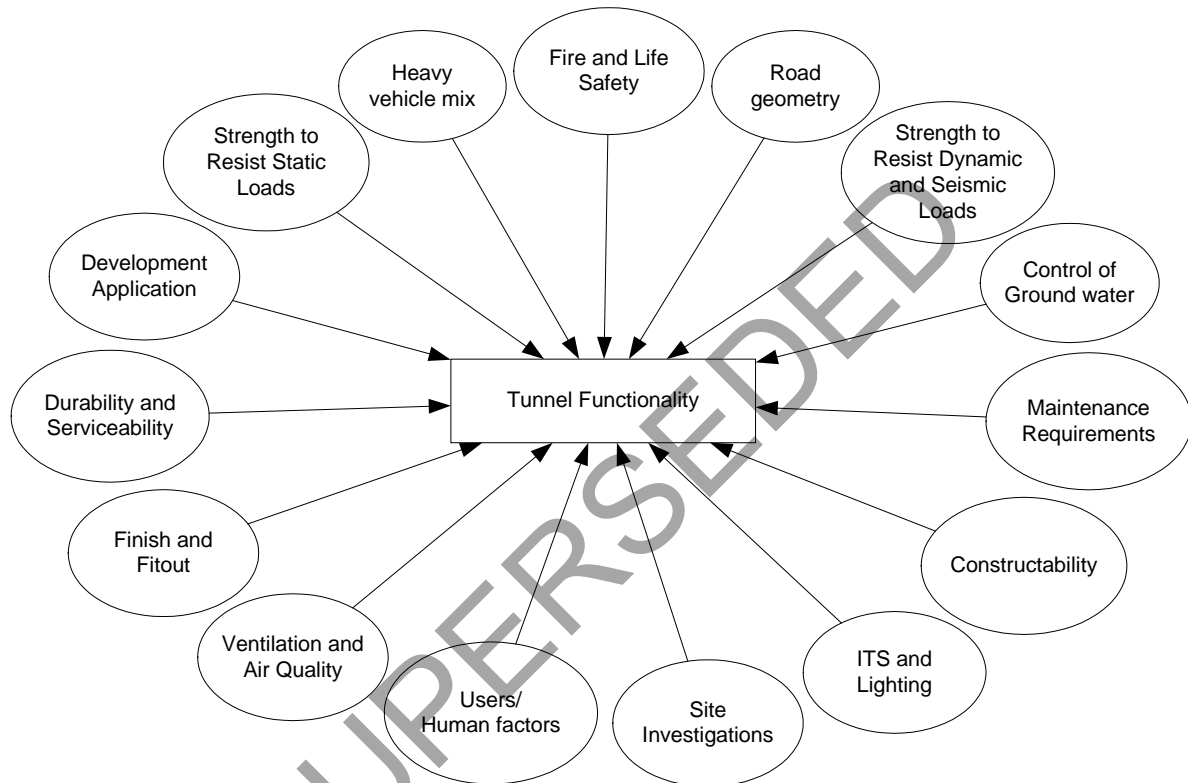 Fire and Life
Safety
Road
geometry
Heavy
vehicle mix
Strength to
Resist Static
Loads
Strength to
Resist Dynamic
and Seismic
Loads
Development
Application
Control of
Ground water
Tunnel Functionality
Durability and
Serviceability
Maintenance
Requirements
Finish and
Fitout
Constructability
Ventilation and
Air Quality
ITS and
Lighting
Users/
Human factors
Site
Investigations
UPERSEDED